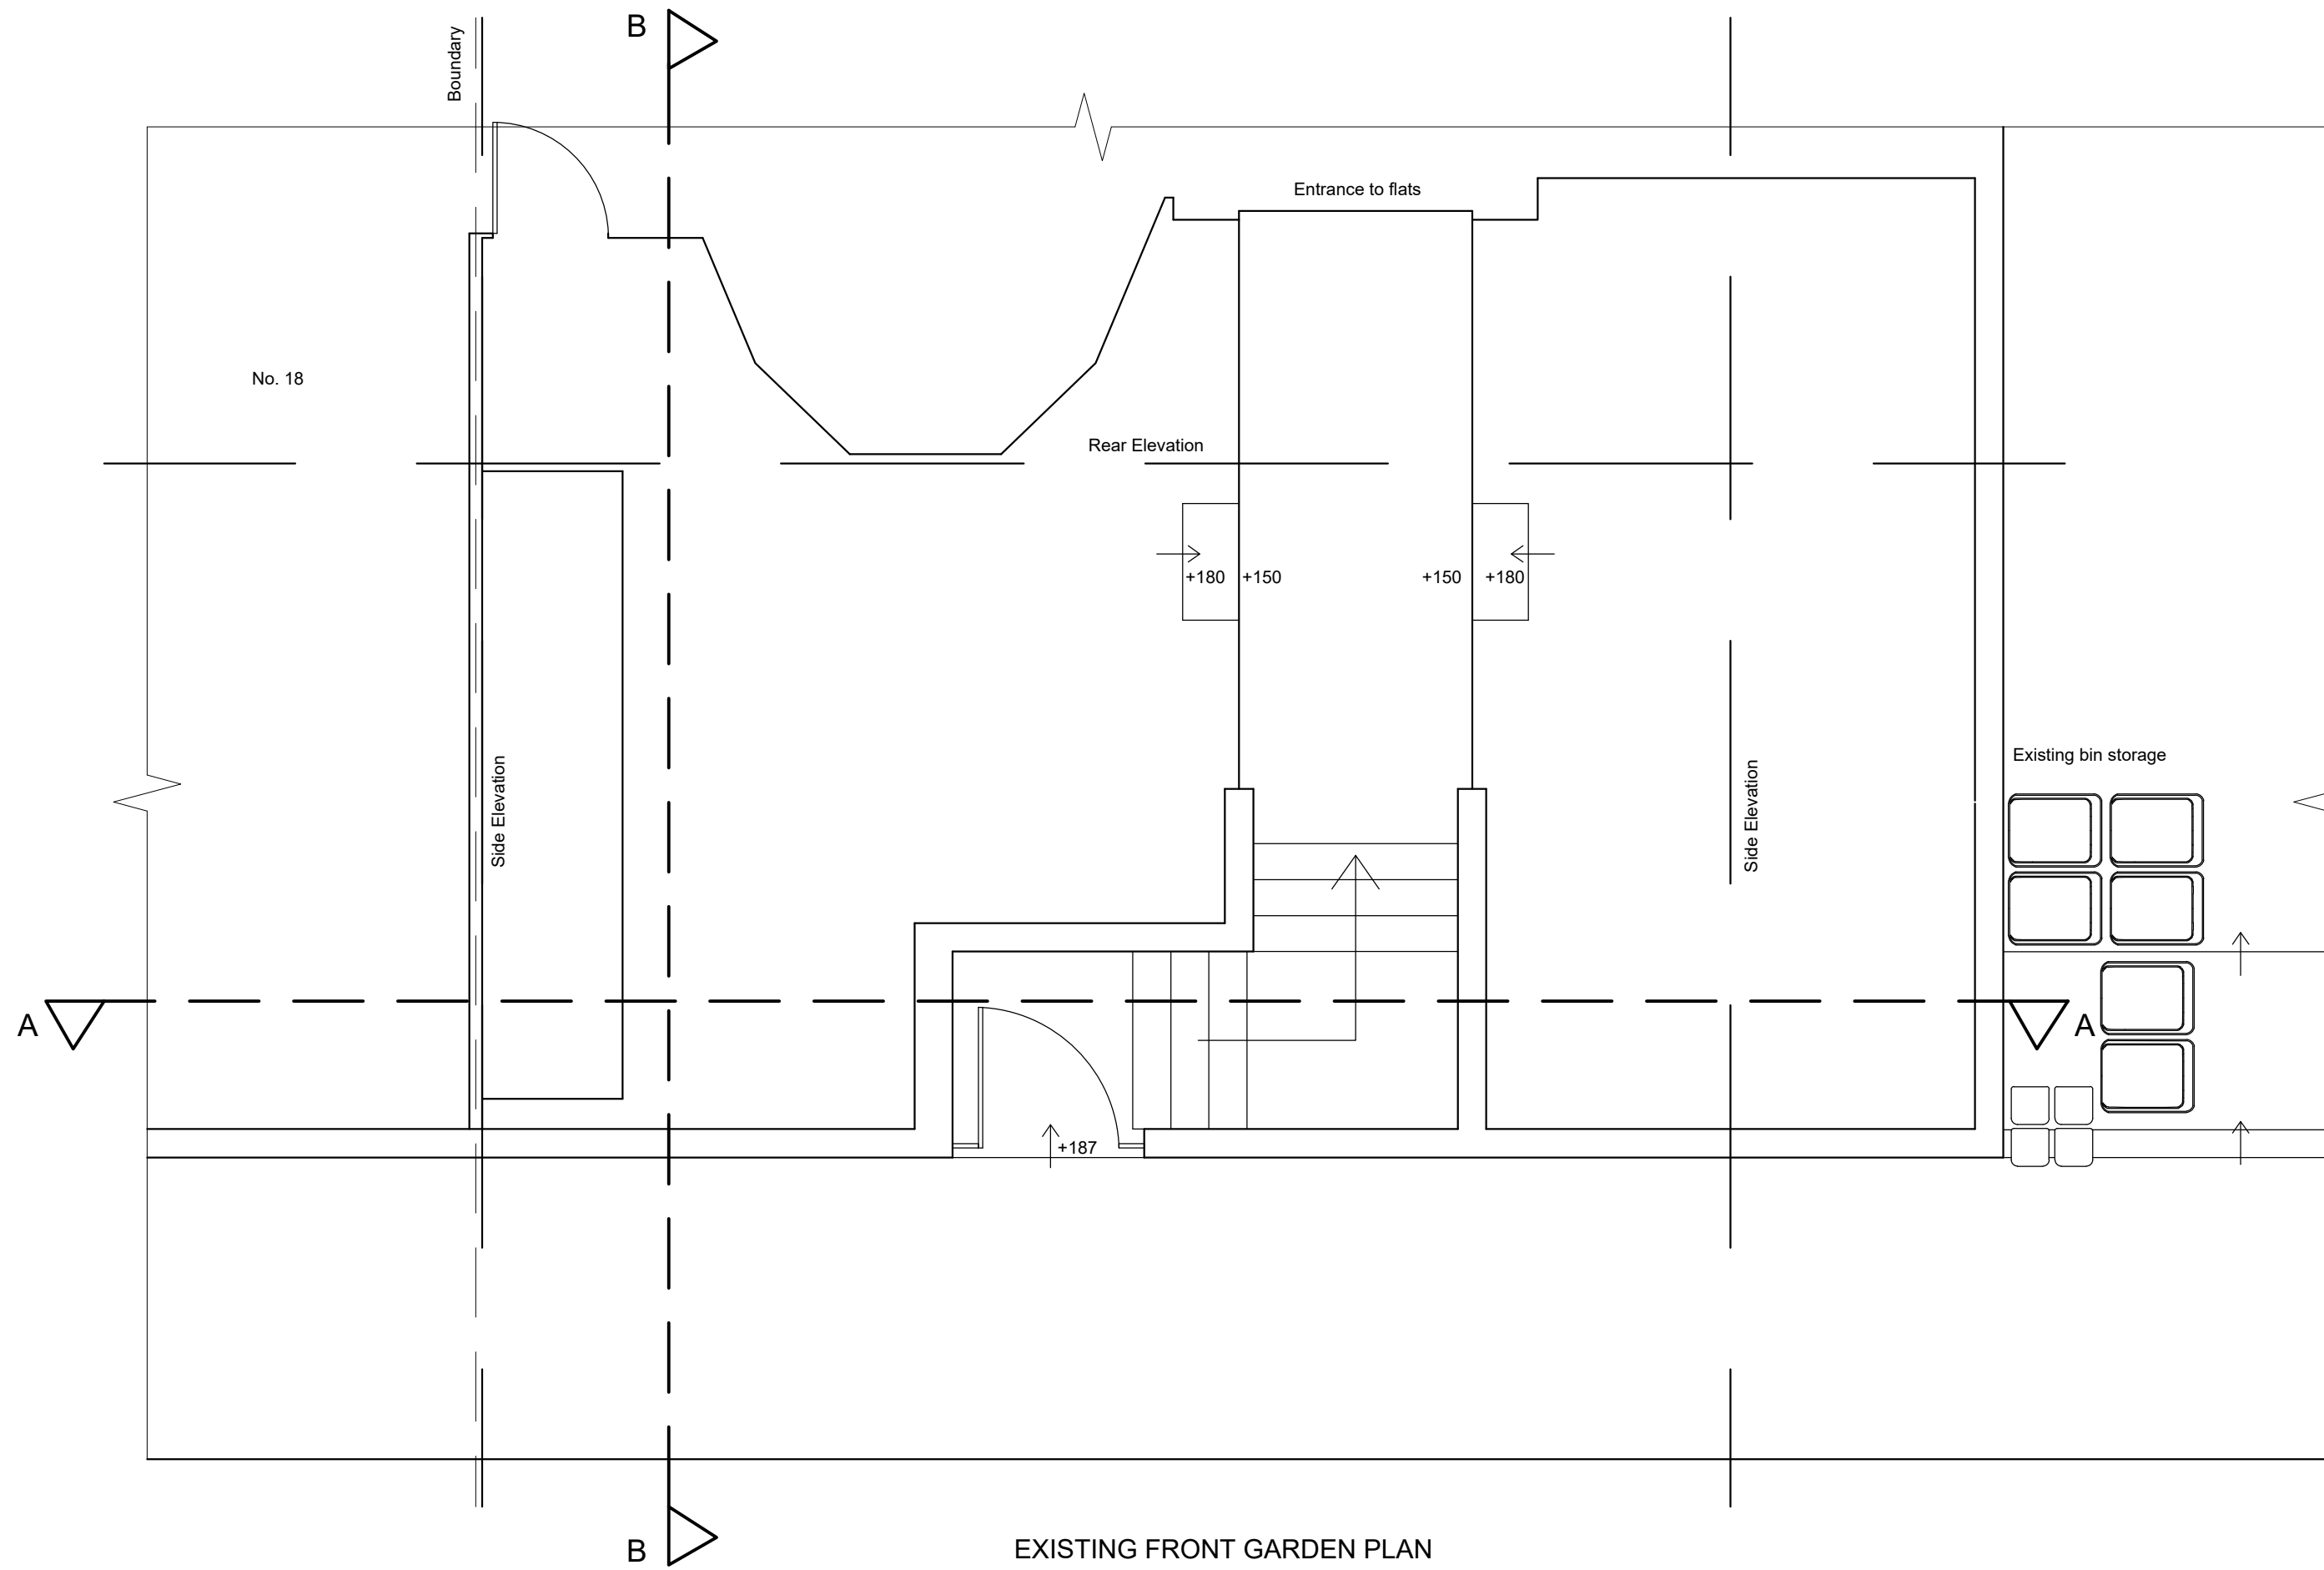 B
Boundary
Entrance to flats
No. 18
Rear Elevation
+180 +150 +150 +180
Existing bin storage
Side Elevation
Side Elevation
A A
+187
B
EXISTING FRONT GARDEN PLAN